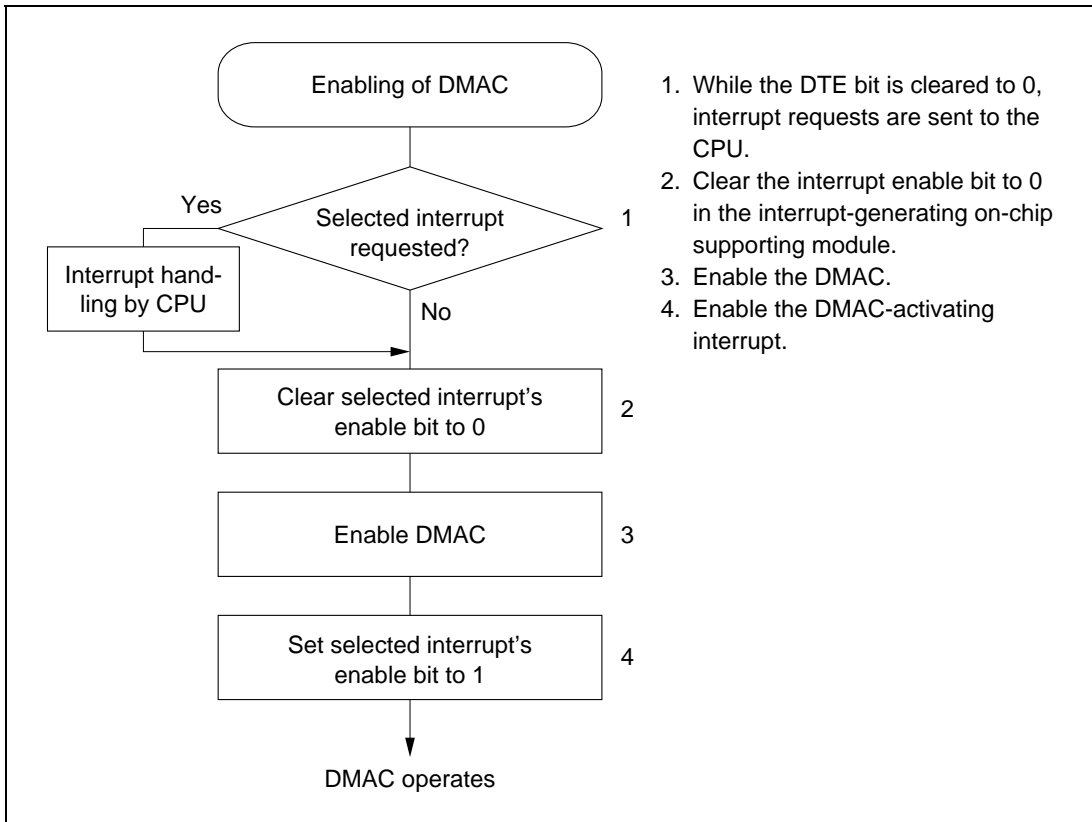 Enabling of DMAC
Yes
Selected interrupt
requested?
1
Interrupt hand-
ling by CPU
No
Clear selected interrupt’s
enable bit to 0
2
Enable DMAC
3
Set selected interrupt’s
enable bit to 1
4
DMAC operates
1. While the DTE bit is cleared to 0,
interrupt requests are sent to the
CPU.
2. Clear the interrupt enable bit to 0
in the interrupt-generating on-chip
supporting module.
3. Enable the DMAC.
4. Enable the DMAC-activating
interrupt.